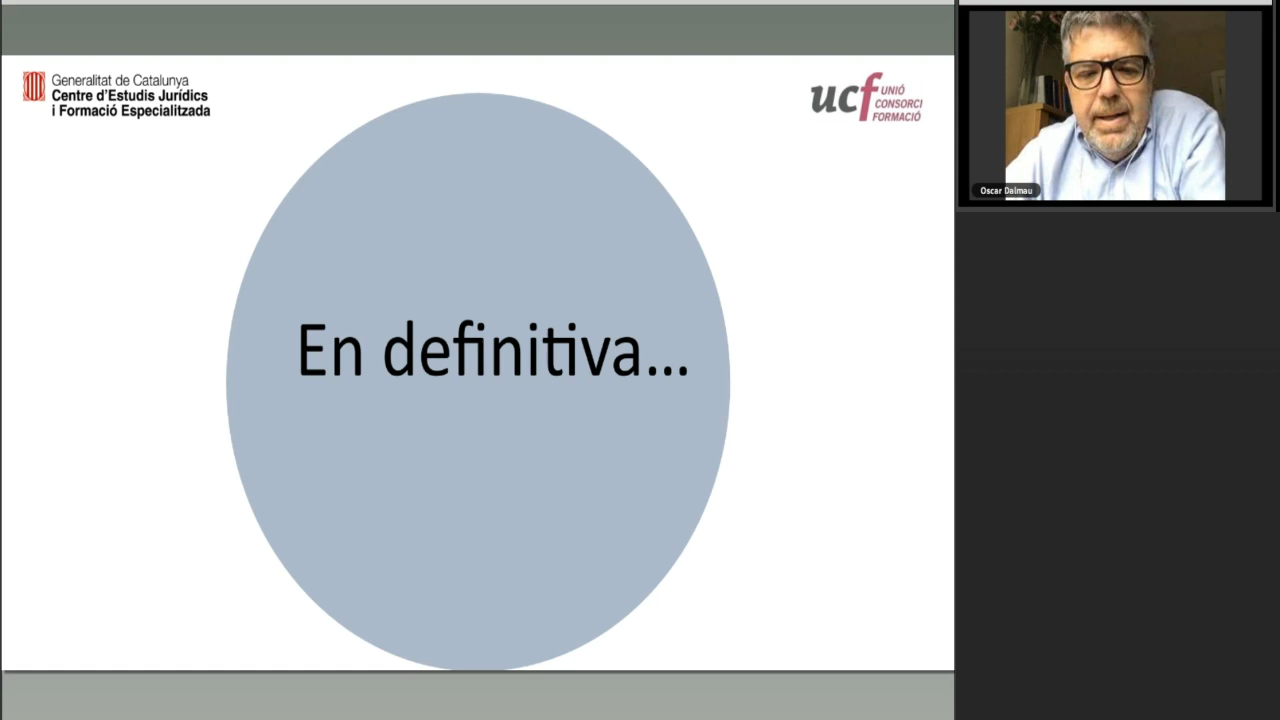 Generalitat de Catalunya
Centre d'Estudis Jurídics
i Formació Especialitzada
ucf UNIÓ
CONSORCI
FORMACIÓ
En definitiva...
Oscar Dalmau